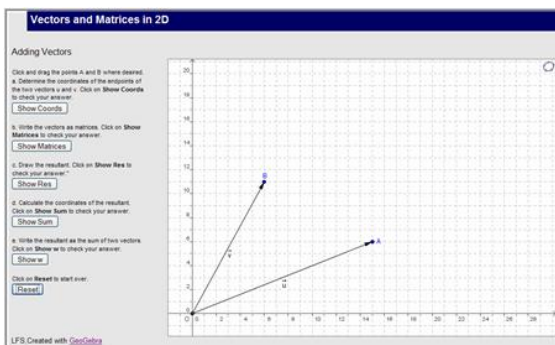 Vectors and Matrices in 2D
Adding Vectors
Click and drag the points A and B where desired.
a. Determine the coordinates of the endpoints of
the two vectors u and v. Click on Show Coords
to check your answer.
Show Coords
b. Write the vectors as matrices. Click on Show
Matrices to check your answer.
Show Matrices
c. Draw the resultant. Click on Show Res to
check your answer."
Show Res
d. Calculate the coordinates of the resultant.
Click on Show Sum to check your answer.
Show Sum
e. Write the resultant as the sum of two vectors.
Click on Show w to check your answer.
Show w
Click on Reset to start over.
Reset
LFS.Created with GeoGebra
20
18
16
14
12
10
8
6
4
2
0
B
A
v
u
O 0 2 4 6 8 10 12 14 16 18 20 22 24 26 28